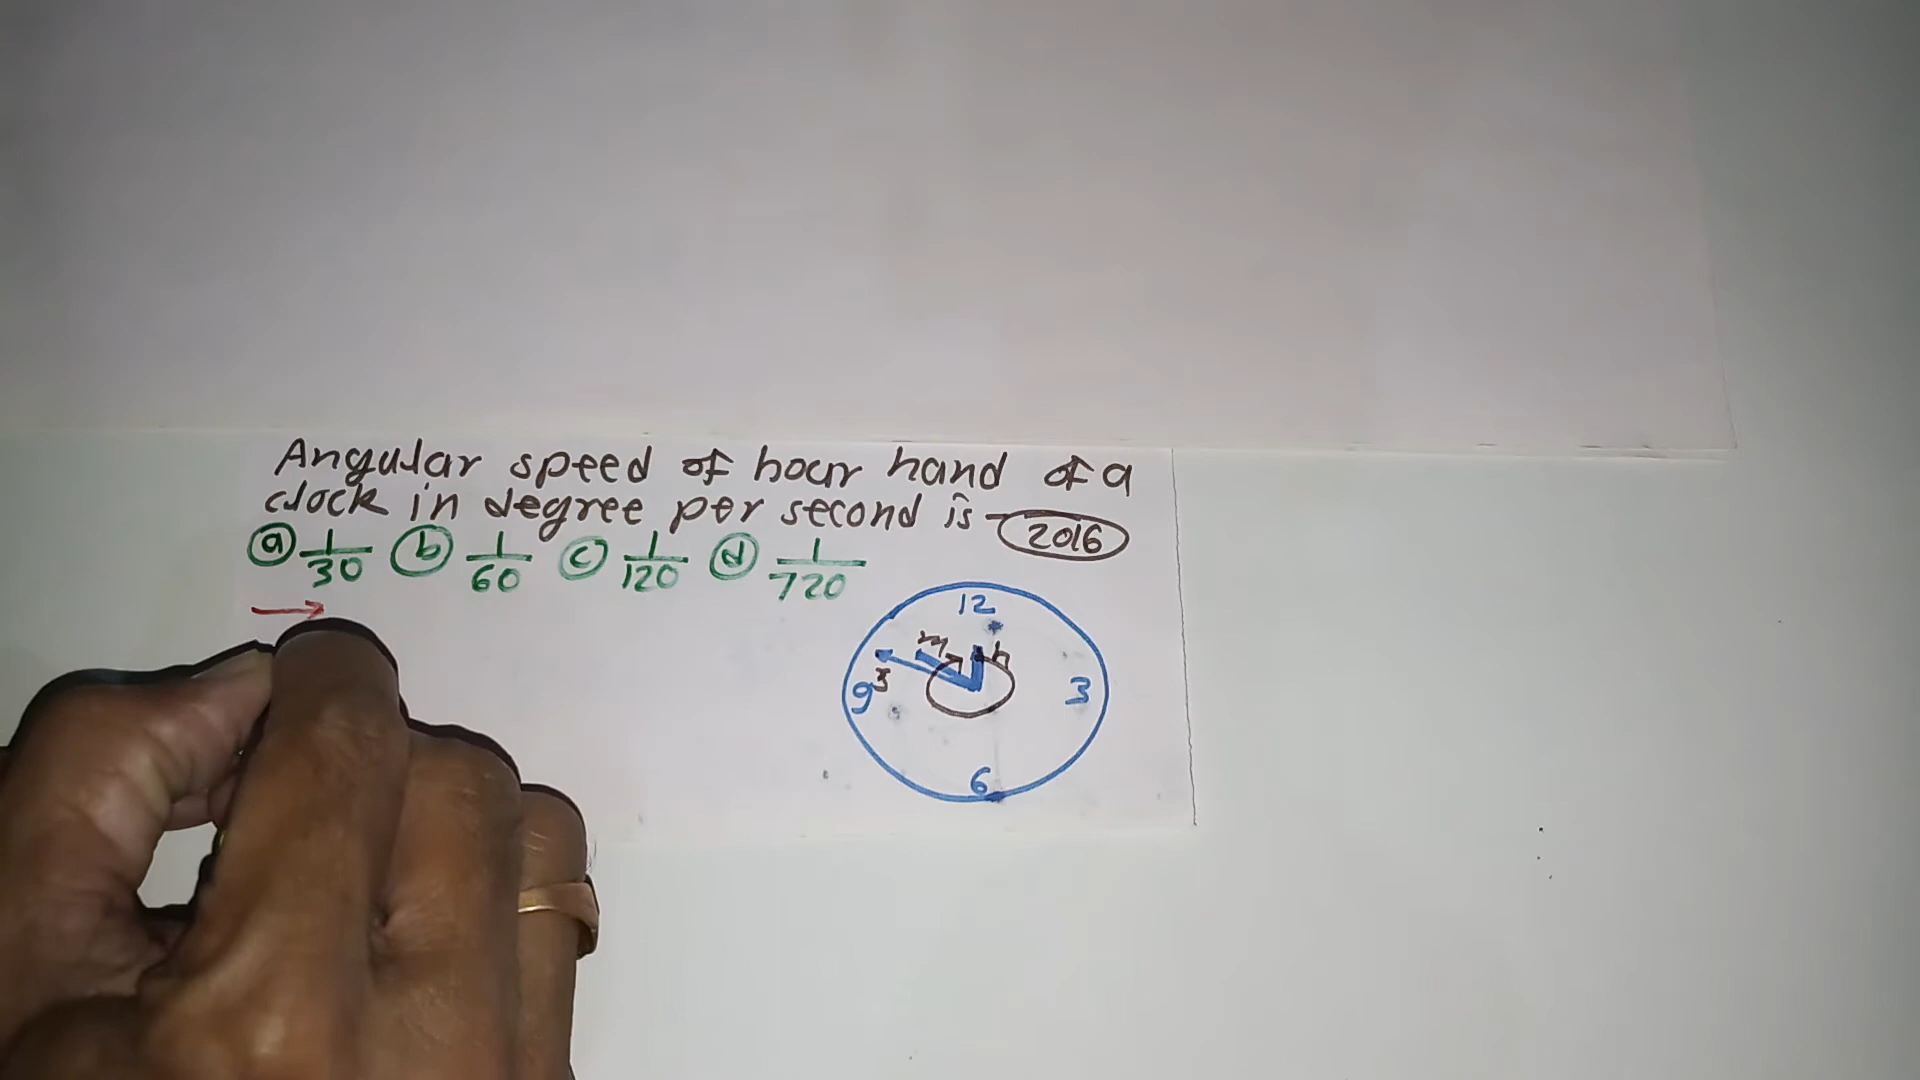 Angular speed of hour hand of a
clock in degree per second is - 2016
(a) 1/30 (b) 1/60 (c) 1/120 (d) 1/720
12
m h
s
9 3
6